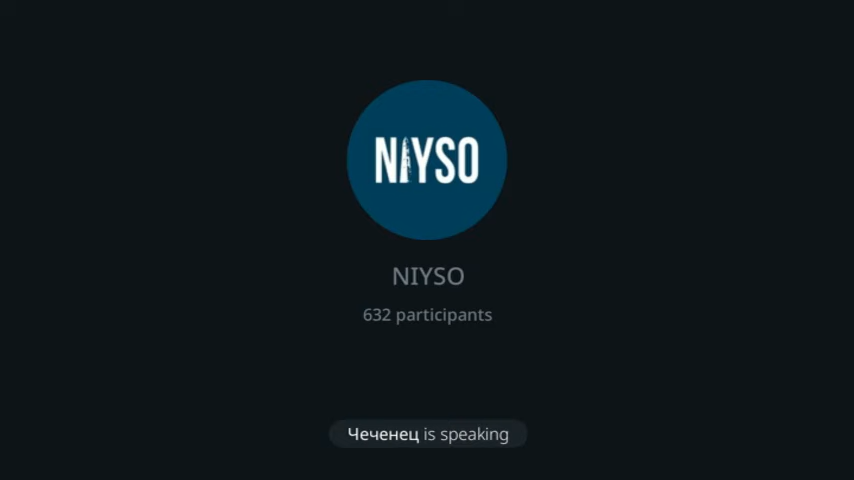 NIYSO
NIYSO
632 participants
Чеченец is speaking